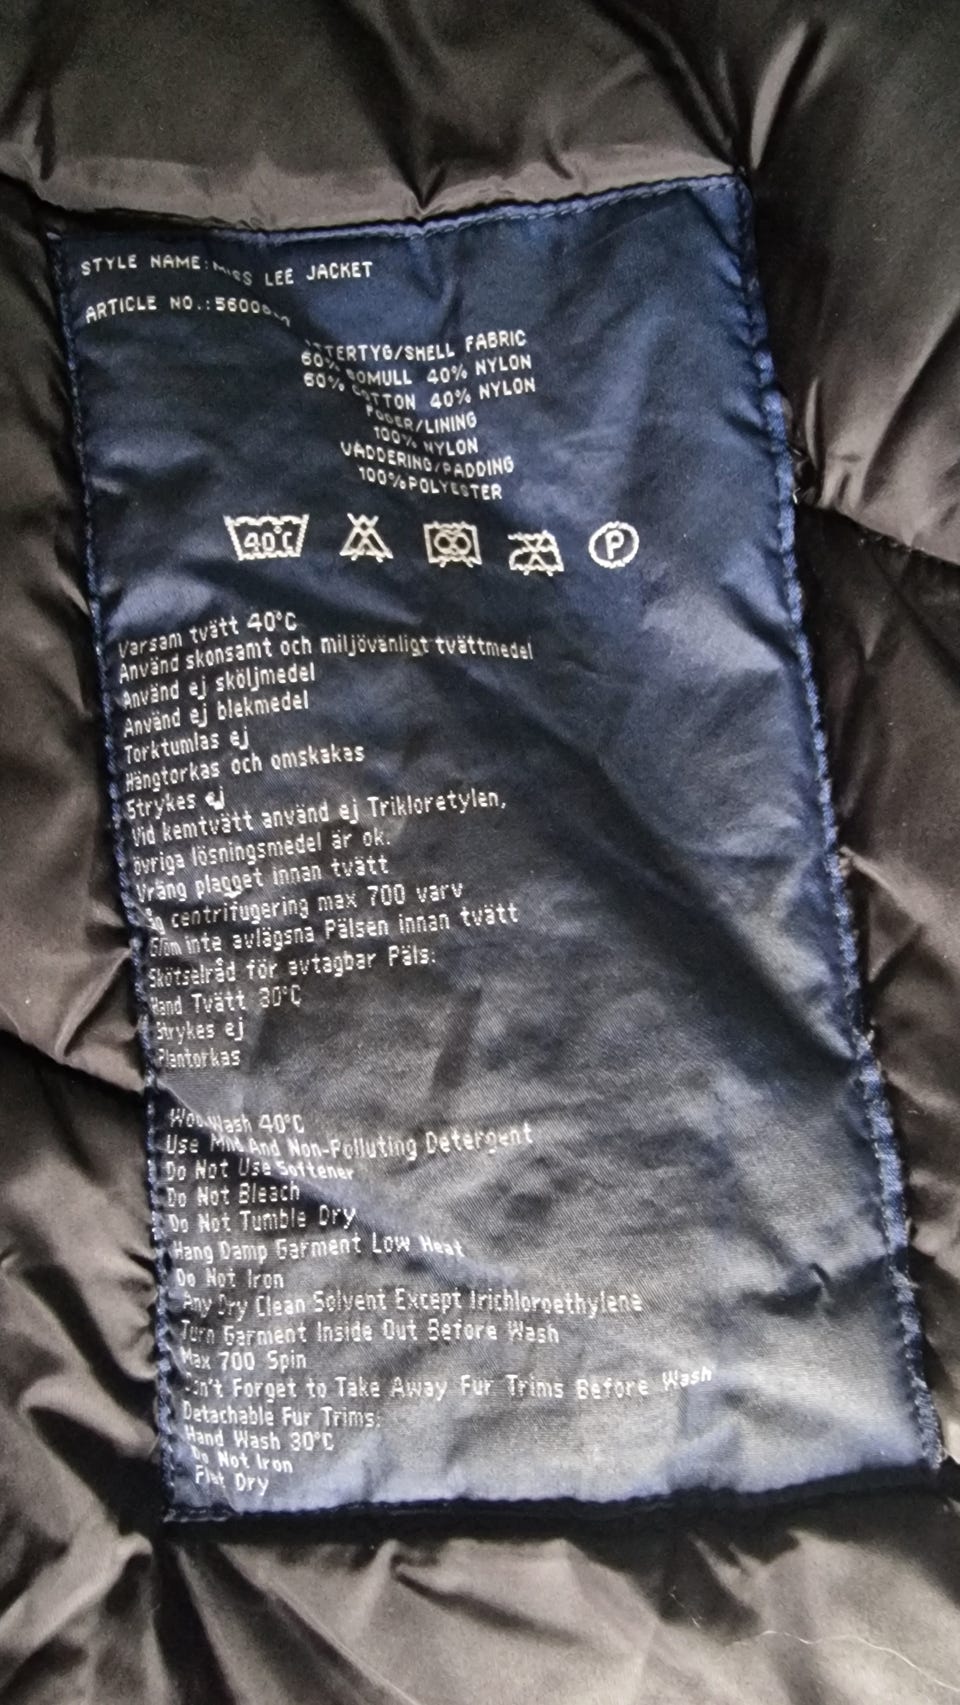 STYLE NAME: MISS LEE JACKET
ARTICLE NO.:
/SHELL FABRIC
60% BOMULL 40% NYLON
60% COTTON 40% NYLON
FODER/LINING
100% NYLON
VADDERING/PADDING
100%POLYESTER
40°C P
Varsam tvätt 40°C
Använd skonsamt och miljövänligt tvättmedel
Använd ej sköljmedel
Använd ej blekmedel
Torktumlas ej
Hängtorkas och omskakas
Strykes ej
Vid kemtvätt använd ej Trikloretylen,
övriga lösningsmedel är ok.
Vräng plagget innan tvätt
centrifugering max 700 varv
Glöm inte avlägsna Pälsen innan tvätt
Skötselråd för avtagbar Päls:
Hand Tvätt 30°C
Strykes ej
Plantorkas
Wash 40°C
Use Mild And Non-Polluting Detergent
Do Not Use Softener
Do Not Bleach
Do Not Tumble Dry
Hang Damp Garment Low Heat
Do Not Iron
Any Dry Clean Solvent Except Trichloroethylene
Turn Garment Inside Out Before Wash
Max 700 Spin
Don't Forget to Take Away Fur Trims Before Wash
Detachable Fur Trims:
Hand Wash 30°C
Do Not Iron
Flat Dry